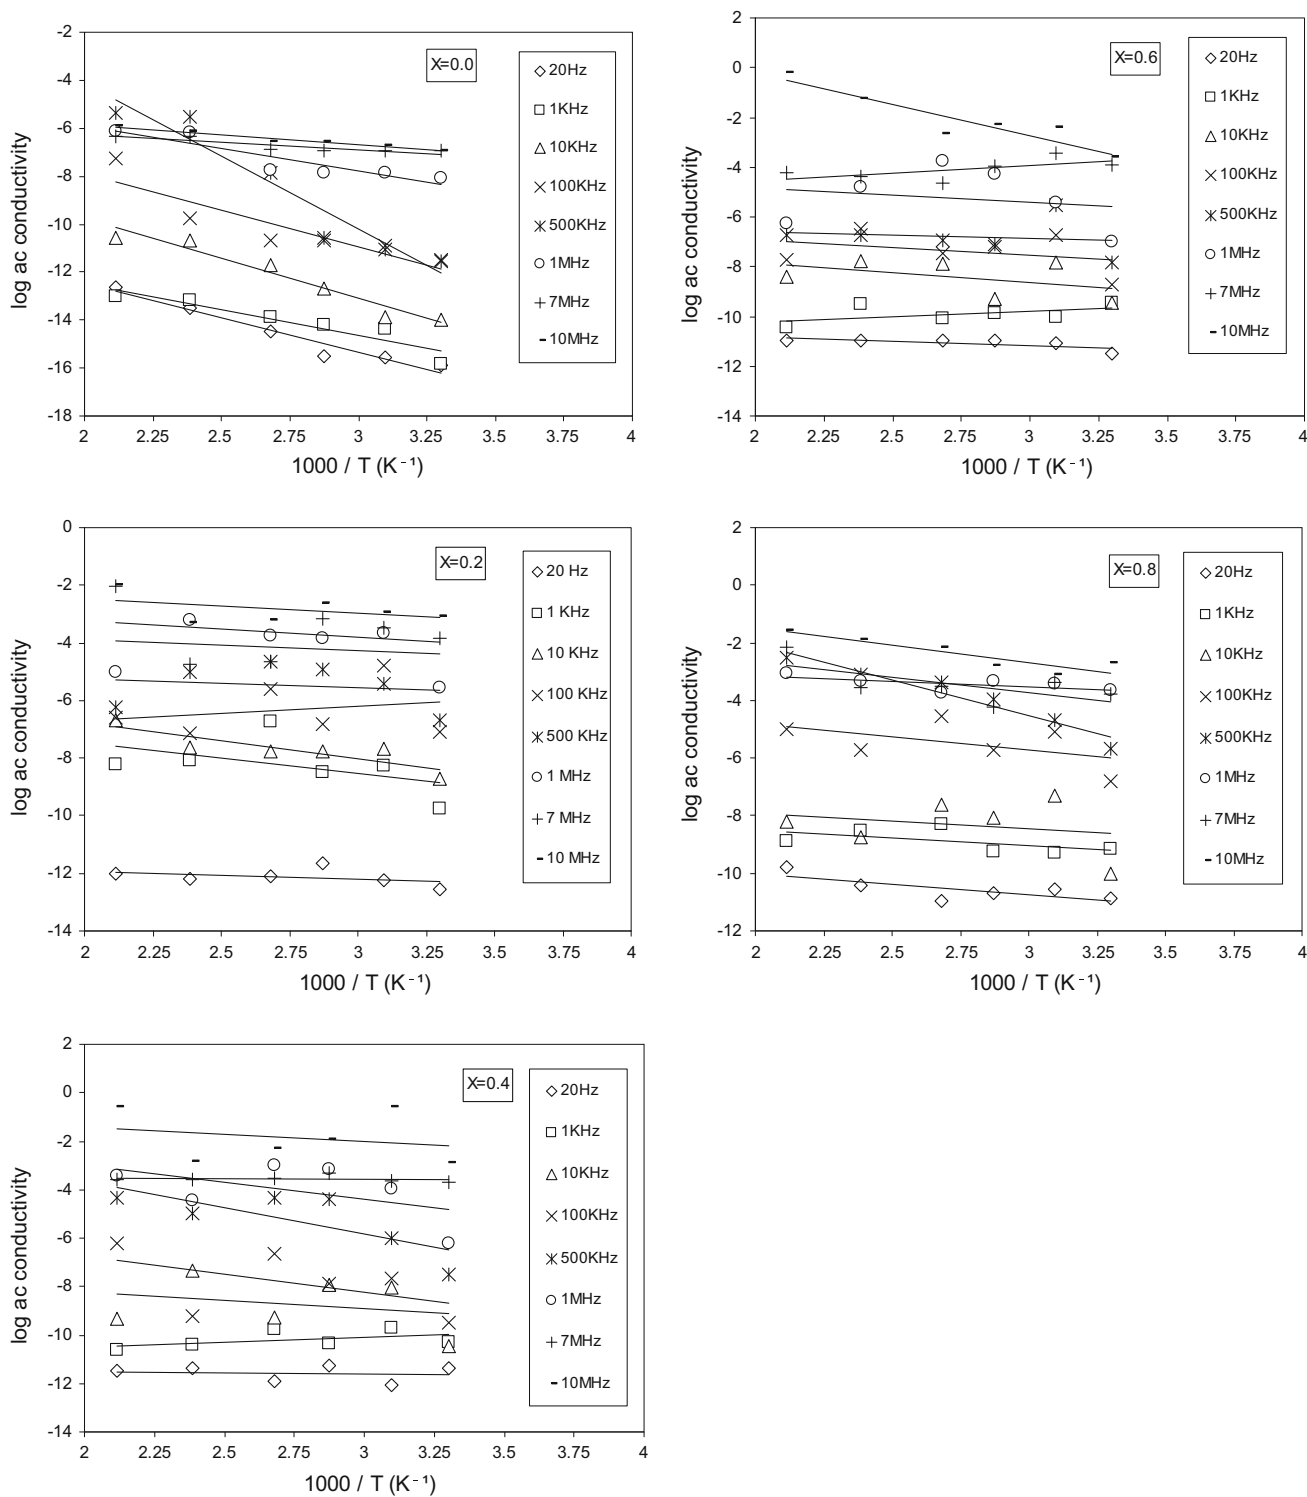 -2
-4
-6
-8
-10
-12
-14
-16
-18
log ac conductivity
X=0.0
20Hz
1KHz
10KHz
100KHz
500KHz
1MHz
7MHz
10MHz
2 2.25 2.5 2.75 3 3.25 3.5 3.75 4
1000 / T (K⁻¹)
2
0
-2
-4
-6
-8
-10
-12
-14
log ac conductivity
X=0.6
20Hz
1KHz
10KHz
100KHz
500KHz
1MHz
7MHz
10MHz
2 2.25 2.5 2.75 3 3.25 3.5 3.75 4
1000 / T (K⁻¹)
0
-2
-4
-6
-8
-10
-12
-14
log ac conductivity
X=0.2
20 Hz
1 KHz
10 KHz
100 KHz
500 KHz
1 MHz
7 MHz
10 MHz
2 2.25 2.5 2.75 3 3.25 3.5 3.75 4
1000 / T (K⁻¹)
2
0
-2
-4
-6
-8
-10
-12
log ac conductivity
X=0.8
20Hz
1KHz
10KHz
100KHz
500KHz
1MHz
7MHz
10MHz
2 2.25 2.5 2.75 3 3.25 3.5 3.75 4
1000 / T (K⁻¹)
2
0
-2
-4
-6
-8
-10
-12
-14
log ac conductivity
X=0.4
20Hz
1KHz
10KHz
100KHz
500KHz
1MHz
7MHz
10MHz
2 2.25 2.5 2.75 3 3.25 3.5 3.75 4
1000 / T (K⁻¹)